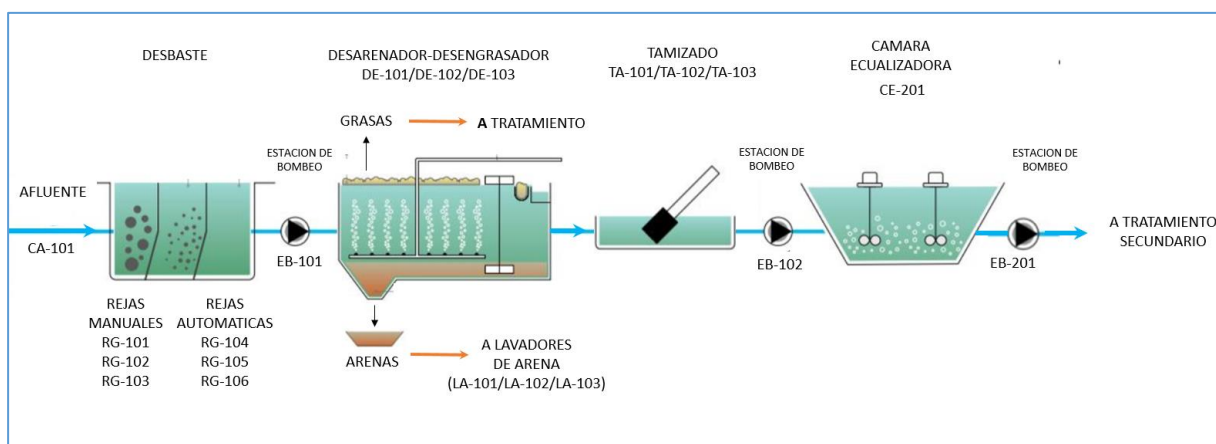 DESBASTE
DESARENADOR-DESENGRASADOR
DE-101/DE-102/DE-103
TAMIZADO
TA-101/TA-102/TA-103
CAMARA
ECUALIZADORA
CE-201
GRASAS
A TRATAMIENTO
ESTACION DE
BOMBEO
ESTACION DE
BOMBEO
ESTACION DE
BOMBEO
AFLUENTE
CA-101
EB-101
EB-102
EB-201
A TRATAMIENTO
SECUNDARIO
REJAS
MANUALES
RG-101
RG-102
RG-103
REJAS
AUTOMATICAS
RG-104
RG-105
RG-106
ARENAS
A LAVADORES
DE ARENA
(LA-101/LA-102/LA-103)